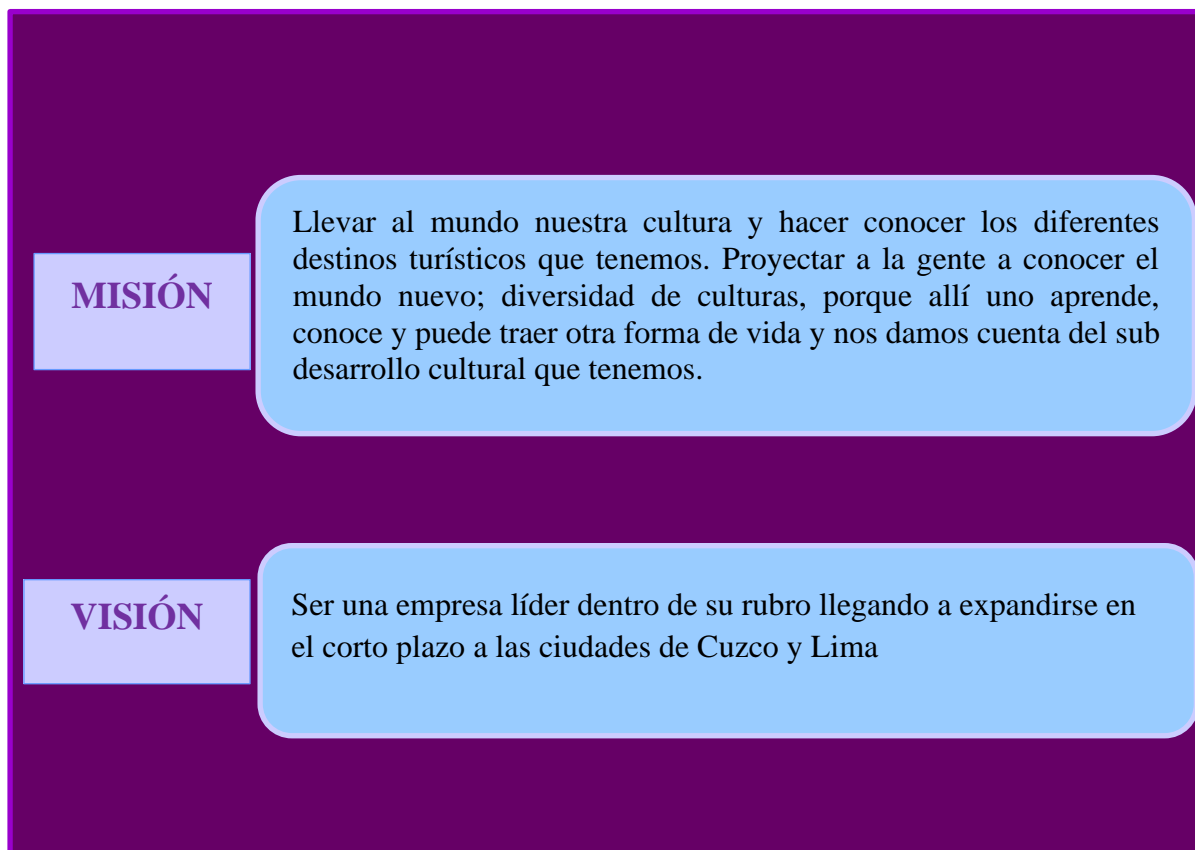 MISIÓN
Llevar al mundo nuestra cultura y hacer conocer los diferentes
destinos turísticos que tenemos. Proyectar a la gente a conocer el
mundo nuevo; diversidad de culturas, porque allí uno aprende,
conoce y puede traer otra forma de vida y nos damos cuenta del sub
desarrollo cultural que tenemos.
VISIÓN
Ser una empresa líder dentro de su rubro llegando a expandirse en
el corto plazo a las ciudades de Cuzco y Lima